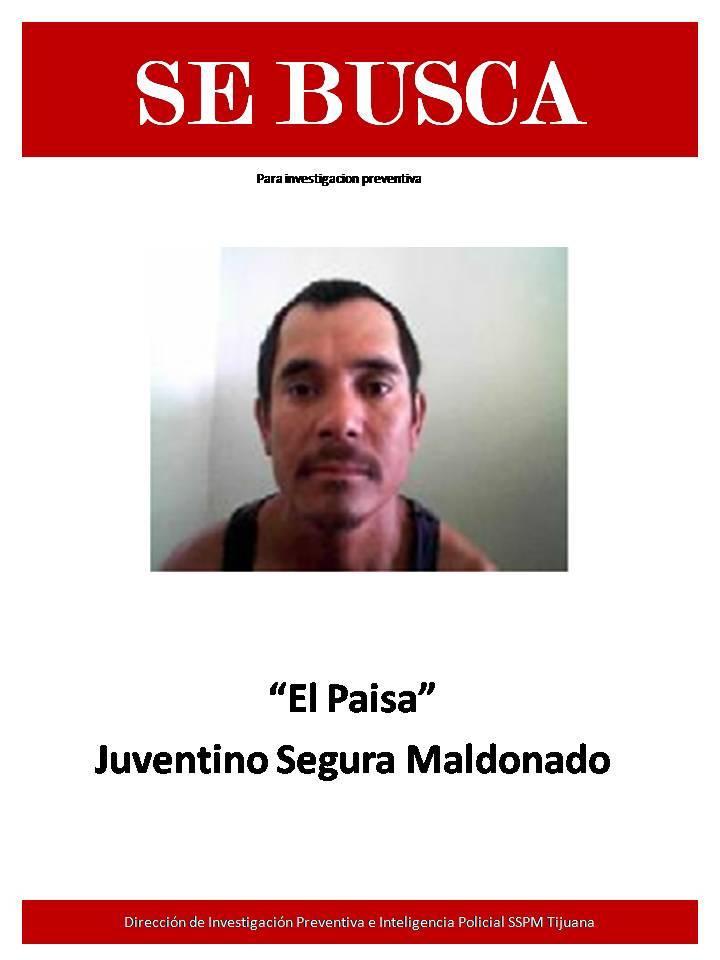 SE BUSCA
Para investigacion preventiva
“El Paisa”
Juventino Segura Maldonado
Dirección de Investigación Preventiva e Inteligencia Policial SSPM Tijuana